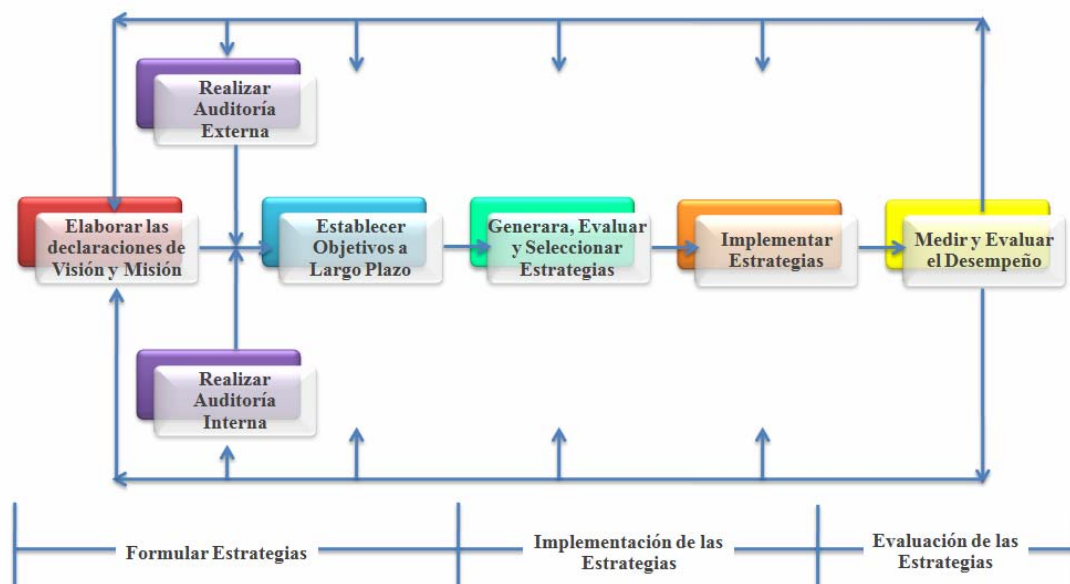 Realizar
Auditoría
Externa
Elaborar las
declaraciones de
Visión y Misión
Establecer
Objetivos a
Largo Plazo
Generara, Evaluar
y Seleccionar
Estrategias
Implementar
Estrategias
Medir y Evaluar
el Desempeño
Realizar
Auditoría
Interna
Formular Estrategias
Implementación de las
Estrategias
Evaluación de las
Estrategias